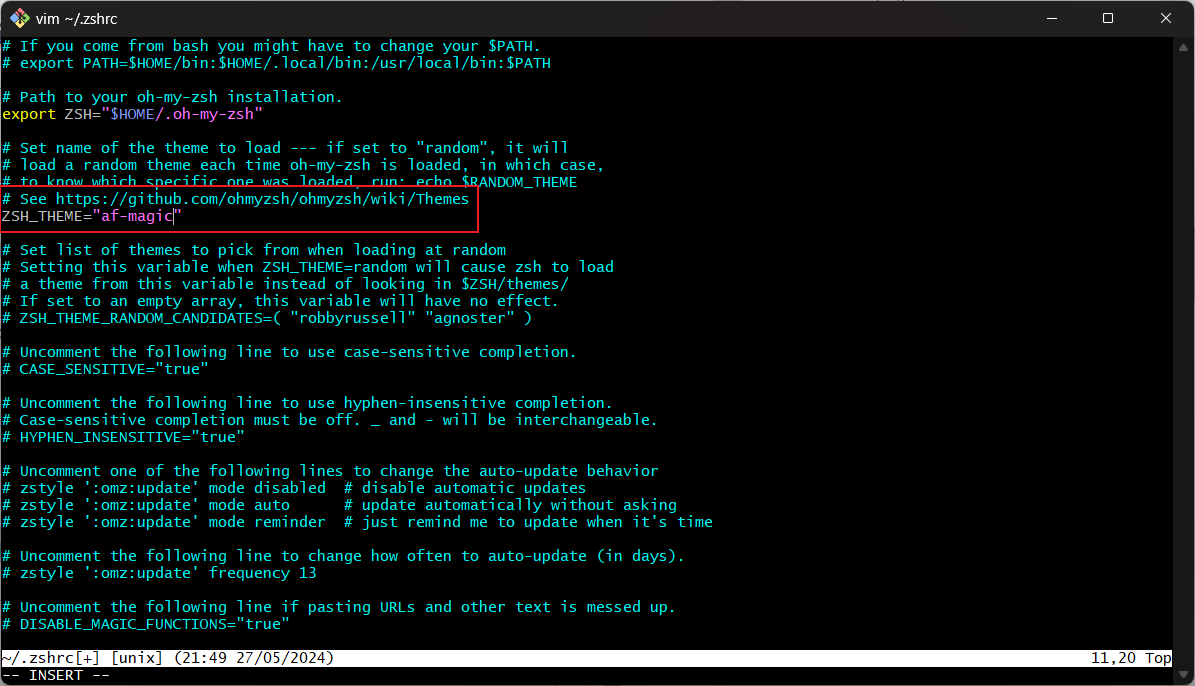 vim ~/.zshrc
# If you come from bash you might have to change your $PATH.
# export PATH=$HOME/bin:$HOME/.local/bin:/usr/local/bin:$PATH
# Path to your oh-my-zsh installation.
export ZSH="$HOME/.oh-my-zsh"
# Set name of the theme to load --- if set to "random", it will
# load a random theme each time oh-my-zsh is loaded, in which case,
# to know which specific one was loaded, run: echo $RANDOM_THEME
# See https://github.com/ohmyzsh/ohmyzsh/wiki/Themes
ZSH_THEME="af-magic"
# Set list of themes to pick from when loading at random
# Setting this variable when ZSH_THEME=random will cause zsh to load
# a theme from this variable instead of looking in $ZSH/themes/
# If set to an empty array, this variable will have no effect.
# ZSH_THEME_RANDOM_CANDIDATES=( "robbyrussell" "agnoster" )
# Uncomment the following line to use case-sensitive completion.
# CASE_SENSITIVE="true"
# Uncomment the following line to use hyphen-insensitive completion.
# Case-sensitive completion must be off. _ and - will be interchangeable.
# HYPHEN_INSENSITIVE="true"
# Uncomment one of the following lines to change the auto-update behavior
# zstyle ':omz:update' mode disabled  # disable automatic updates
# zstyle ':omz:update' mode auto      # update automatically without asking
# zstyle ':omz:update' mode reminder  # just remind me to update when it's time
# Uncomment the following line to change how often to auto-update (in days).
# zstyle ':omz:update' frequency 13
# Uncomment the following line if pasting URLs and other text is messed up.
# DISABLE_MAGIC_FUNCTIONS="true"
~/.zshrc[+] [unix] (21:49 27/05/2024) 11,20 Top
-- INSERT --